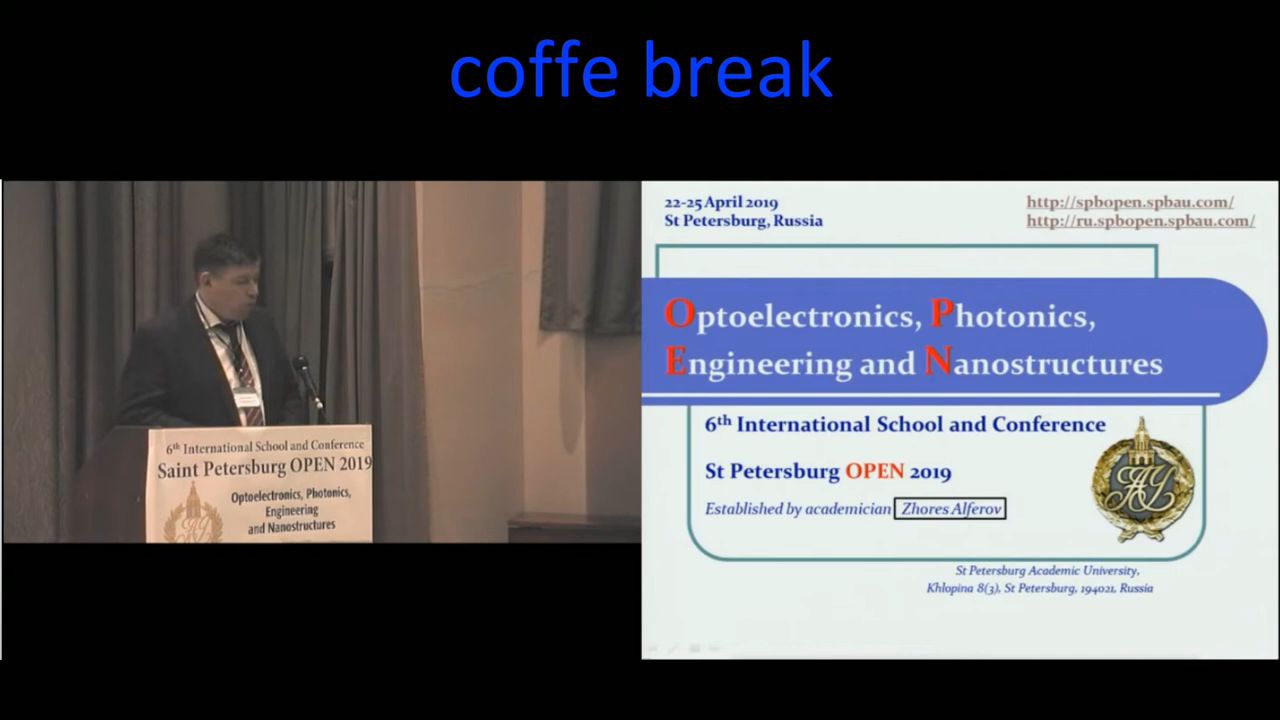 coffe break
6th International School and Conference
Saint Petersburg OPEN 2019
Optoelectronics, Photonics,
Engineering
and Nanostructures
22-25 April 2019
St Petersburg, Russia
http://spbopen.spbau.com/
http://ru.spbopen.spbau.com/
Optoelectronics, Photonics,
Engineering and Nanostructures
6th International School and Conference
St Petersburg OPEN 2019
Established by academician Zhores Alferov
St Petersburg Academic University,
Khlopina 8(3), St Petersburg, 194021, Russia